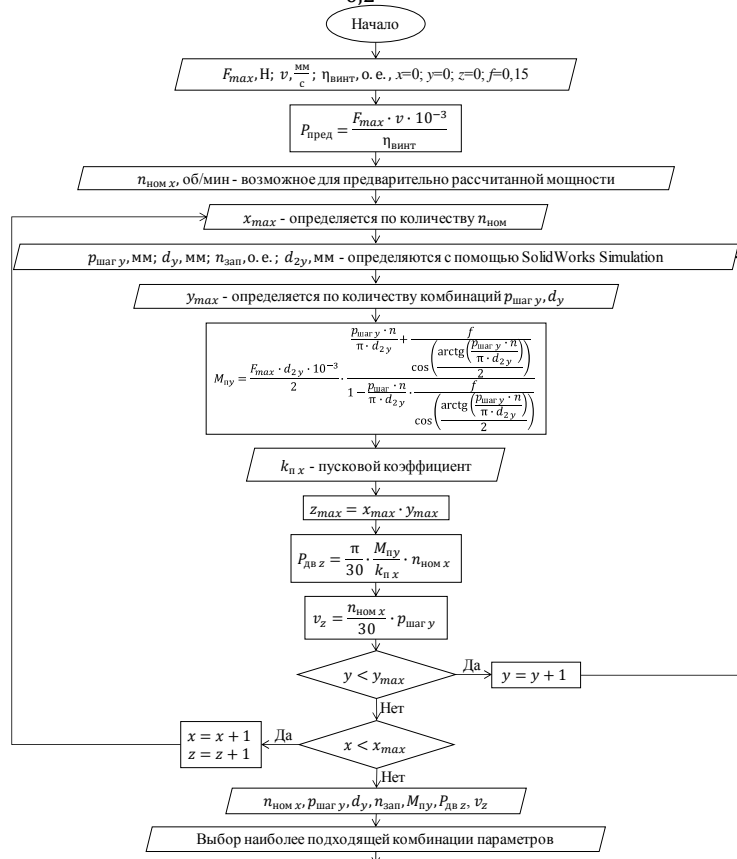 Начало
F_max, Н; v, мм/с; η_винт, о. е., x=0; y=0; z=0; f=0,15
P_пред = (F_max · v · 10⁻³) / η_винт
n_ном x, об/мин - возможное для предварительно рассчитанной мощности
x_max - определяется по количеству n_ном
p_шаг y, мм; d_y, мм; n_зап, о. е.; d_2y, мм - определяются с помощью SolidWorks Simulation
y_max - определяется по количеству комбинаций p_шаг y, d_y
M_пy = (F_max · d_2y · 10⁻³) / 2 · ((p_шаг y · n) / (π · d_2y) + f / cos(arctg((p_шаг y · n) / (π · d_2y)) / 2)) / (1 − (p_шаг · n) / (π · d_2y) · f / cos(arctg((p_шаг y · n) / (π · d_2y)) / 2))
k_п x - пусковой коэффициент
z_max = x_max · y_max
P_дв z = π/30 · M_пy / k_п x · n_ном x
v_z = n_ном x / 30 · p_шаг y
y < y_max
Да
y = y + 1
Нет
x < x_max
Да
x = x + 1
z = z + 1
Нет
n_ном x, p_шаг y, d_y, n_зап, M_пy, P_дв z, v_z
Выбор наиболее подходящей комбинации параметров